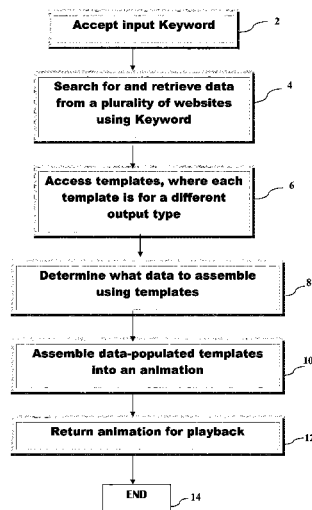 Accept input Keyword
2
Search for and retrieve data
from a plurality of websites
using Keyword
4
Access templates, where each
template is for a different
output type
6
Determine what data to assemble
using templates
8
Assemble data-populated templates
into an animation
10
Return animation for playback
12
END
14